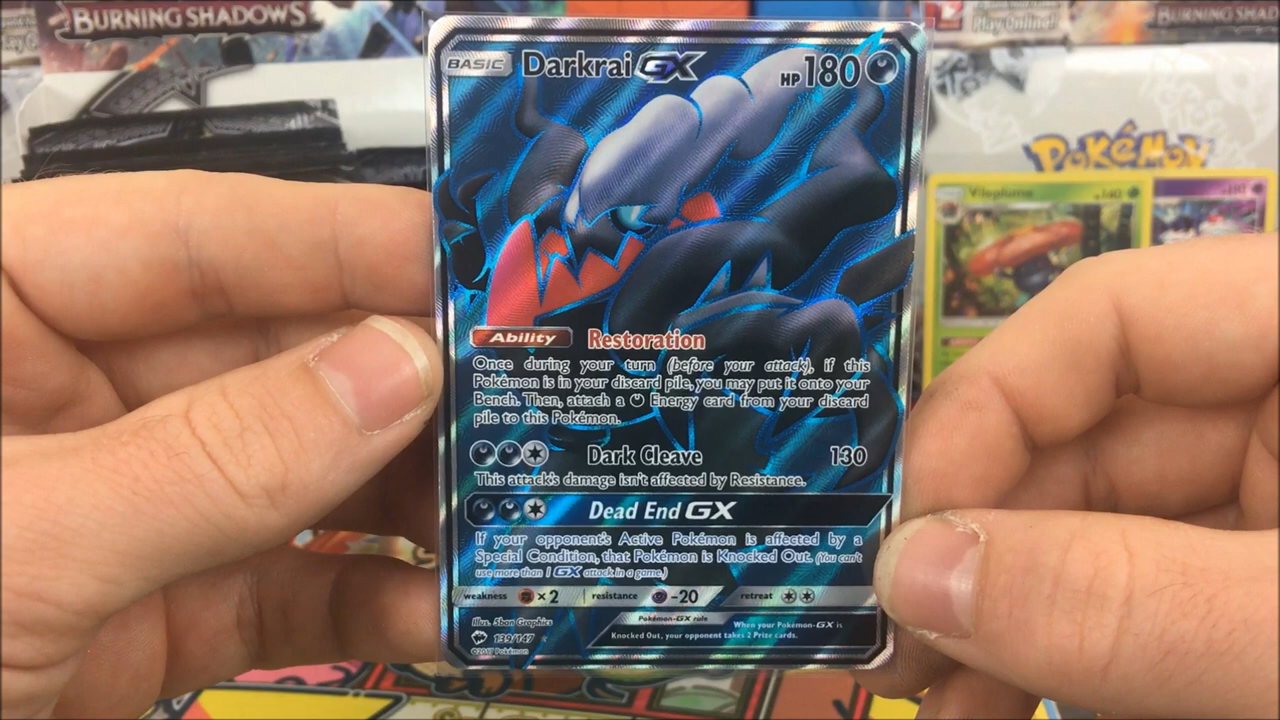 BURNING SHADOWS
Play Online!
BURNING SHAD
POKÉMON
Vileplume HP140
110
BASIC Darkrai GX HP180
Ability Restoration
Once during your turn (before your attack), if this
Pokémon is in your discard pile, you may put it onto your
Bench. Then, attach a Energy card from your discard
pile to this Pokémon.
Dark Cleave 130
This attack's damage isn't affected by Resistance.
Dead End GX
If your opponent's Active Pokémon is affected by a
Special Condition, that Pokémon is Knocked Out. (You can't
use more than 1 GX attack in a game.)
weakness ×2 resistance -20 retreat
Illus. 5ban Graphics
139/147
©2017 Pokémon
Pokémon-GX rule
When your Pokémon-GX is
Knocked Out, your opponent takes 2 Prize cards.